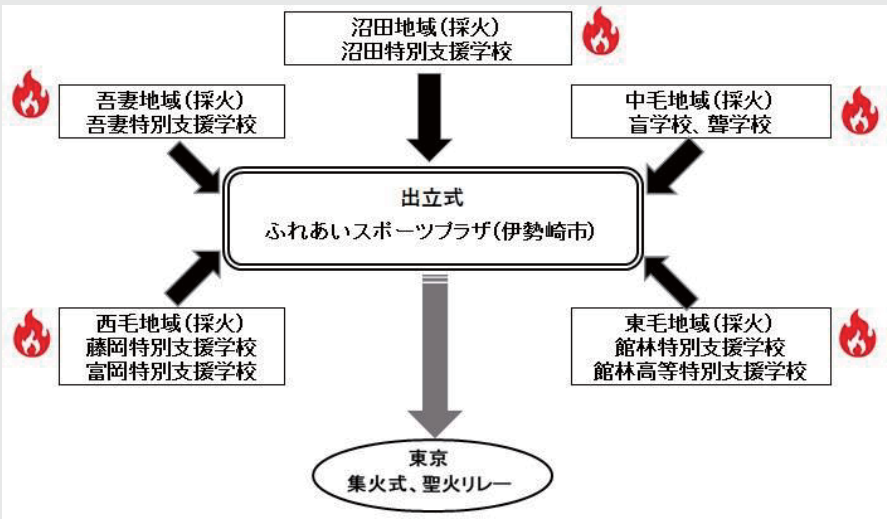 沼田地域(採火)
沼田特別支援学校
吾妻地域(採火)
吾妻特別支援学校
中毛地域(採火)
盲学校、聾学校
出立式
ふれあいスポーツプラザ(伊勢崎市)
西毛地域(採火)
藤岡特別支援学校
富岡特別支援学校
東毛地域(採火)
館林特別支援学校
館林高等特別支援学校
東京
集火式、聖火リレー